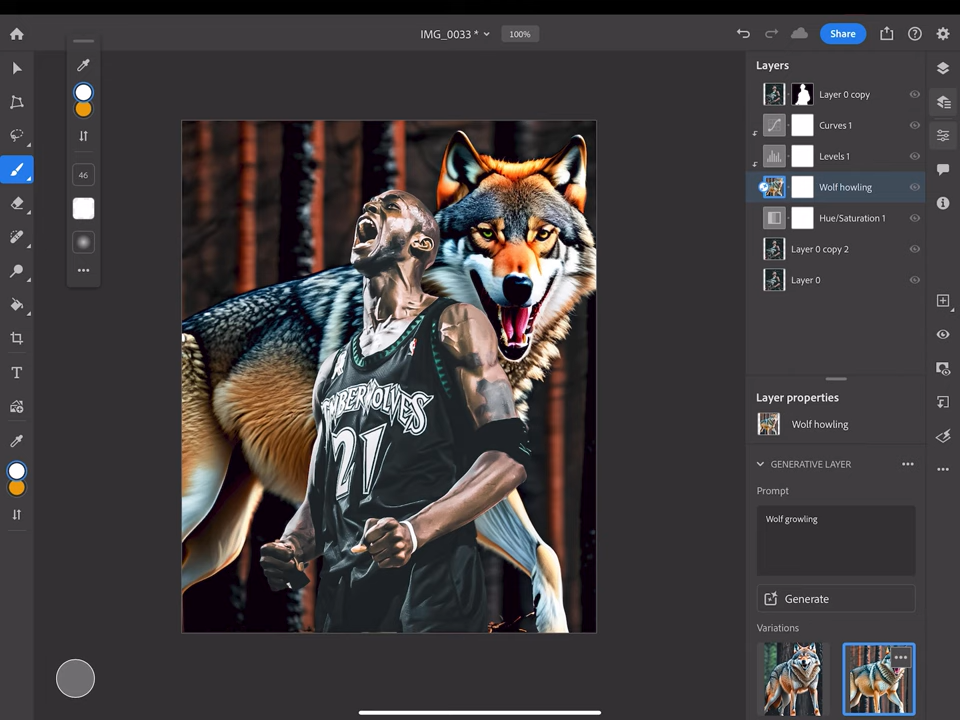 IMG_0033 *
100%
Share
Layers
Layer 0 copy
Curves 1
Levels 1
Wolf howling
Hue/Saturation 1
Layer 0 copy 2
Layer 0
46
TIMBERWOLVES
21
T
Layer properties
Wolf howling
GENERATIVE LAYER
Prompt
Wolf growling
Generate
Variations